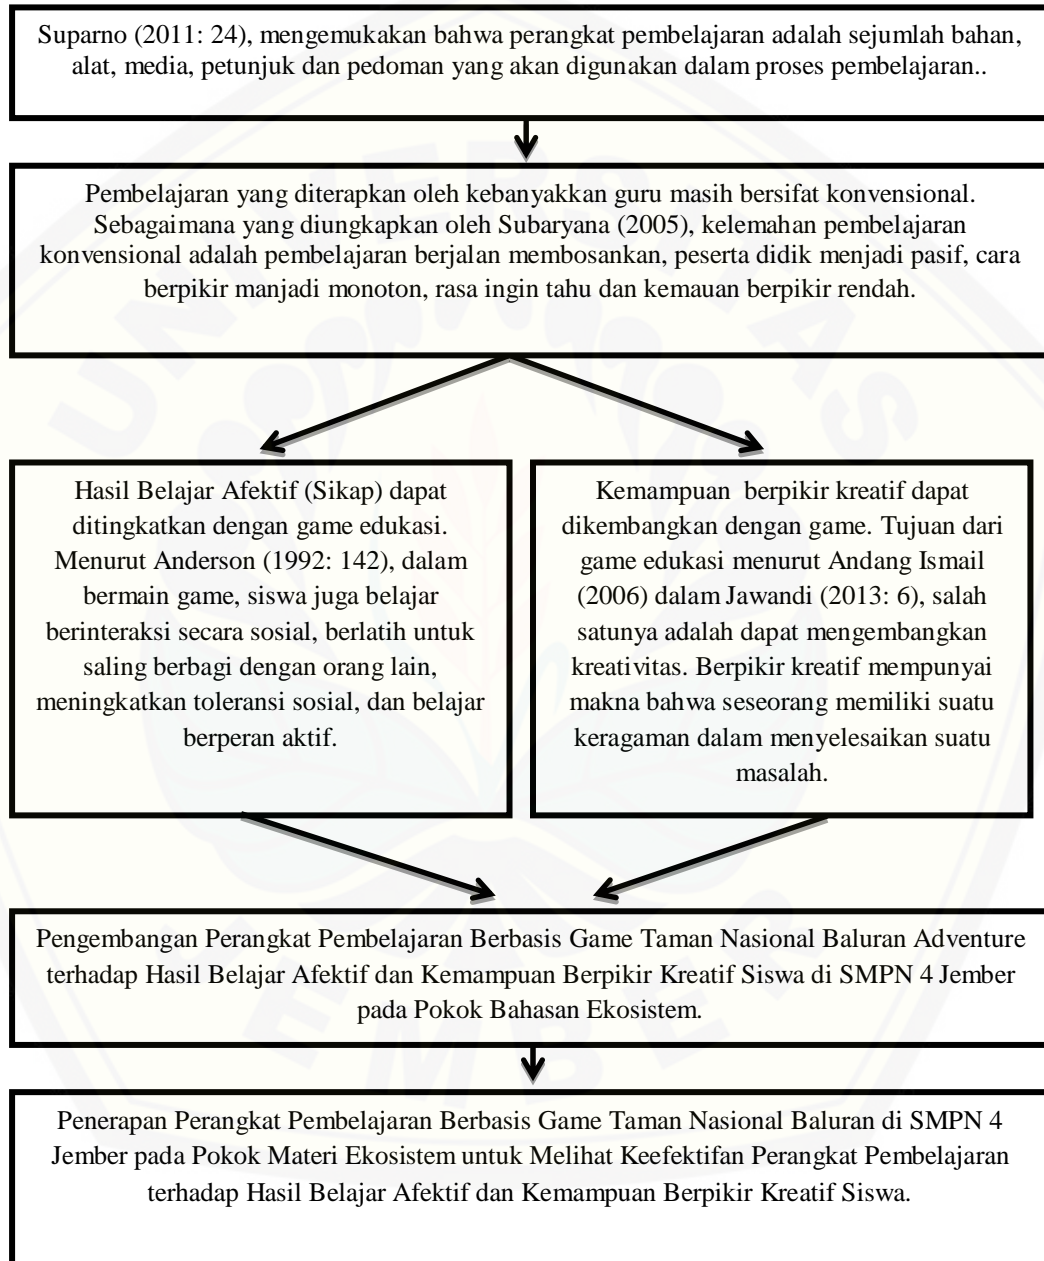 Suparno (2011: 24), mengemukakan bahwa perangkat pembelajaran adalah sejumlah bahan,
alat, media, petunjuk dan pedoman yang akan digunakan dalam proses pembelajaran..
Pembelajaran yang diterapkan oleh kebanyakkan guru masih bersifat konvensional.
Sebagaimana yang diungkapkan oleh Subaryana (2005), kelemahan pembelajaran
konvensional adalah pembelajaran berjalan membosankan, peserta didik menjadi pasif, cara
berpikir manjadi monoton, rasa ingin tahu dan kemauan berpikir rendah.
Hasil Belajar Afektif (Sikap) dapat
ditingkatkan dengan game edukasi.
Menurut Anderson (1992: 142), dalam
bermain game, siswa juga belajar
berinteraksi secara sosial, berlatih untuk
saling berbagi dengan orang lain,
meningkatkan toleransi sosial, dan belajar
berperan aktif.
Kemampuan berpikir kreatif dapat
dikembangkan dengan game. Tujuan dari
game edukasi menurut Andang Ismail
(2006) dalam Jawandi (2013: 6), salah
satunya adalah dapat mengembangkan
kreativitas. Berpikir kreatif mempunyai
makna bahwa seseorang memiliki suatu
keragaman dalam menyelesaikan suatu
masalah.
Pengembangan Perangkat Pembelajaran Berbasis Game Taman Nasional Baluran Adventure
terhadap Hasil Belajar Afektif dan Kemampuan Berpikir Kreatif Siswa di SMPN 4 Jember
pada Pokok Bahasan Ekosistem.
Penerapan Perangkat Pembelajaran Berbasis Game Taman Nasional Baluran di SMPN 4
Jember pada Pokok Materi Ekosistem untuk Melihat Keefektifan Perangkat Pembelajaran
terhadap Hasil Belajar Afektif dan Kemampuan Berpikir Kreatif Siswa.
UNIVERSITAS
JEMBER